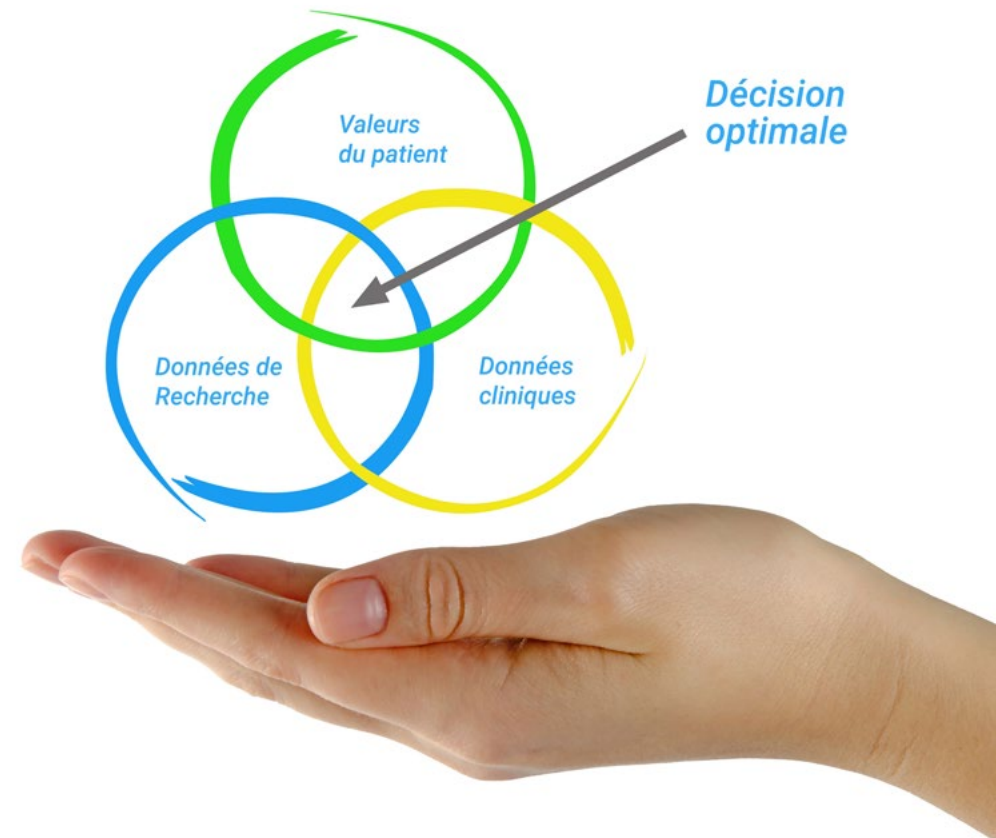 Valeurs
du patient
Décision
optimale
Données de
Recherche
Données
cliniques